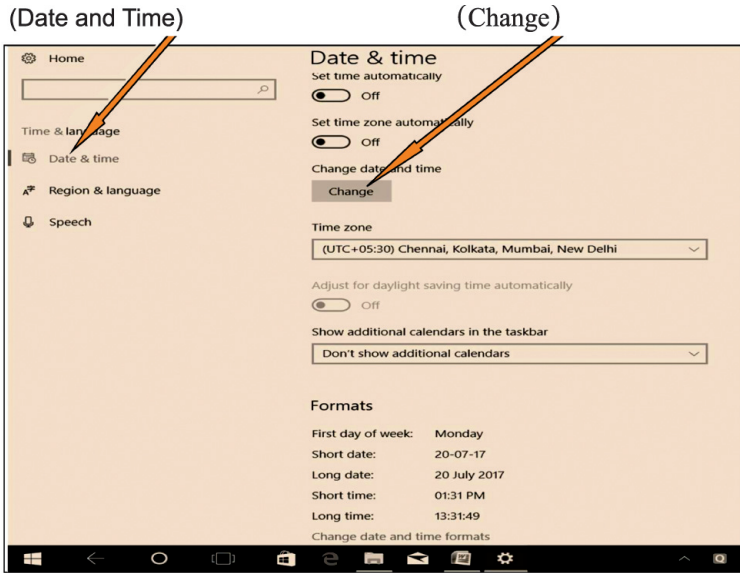 (Date and Time)
(Change)
Home
Time & language
Date & time
Region & language
Speech
Date & time
Set time automatically
Off
Set time zone automatically
Off
Change date and time
Change
Time zone
(UTC+05:30) Chennai, Kolkata, Mumbai, New Delhi
Adjust for daylight saving time automatically
Off
Show additional calendars in the taskbar
Don't show additional calendars
Formats
First day of week: Monday
Short date: 20-07-17
Long date: 20 July 2017
Short time: 01:31 PM
Long time: 13:31:49
Change date and time formats